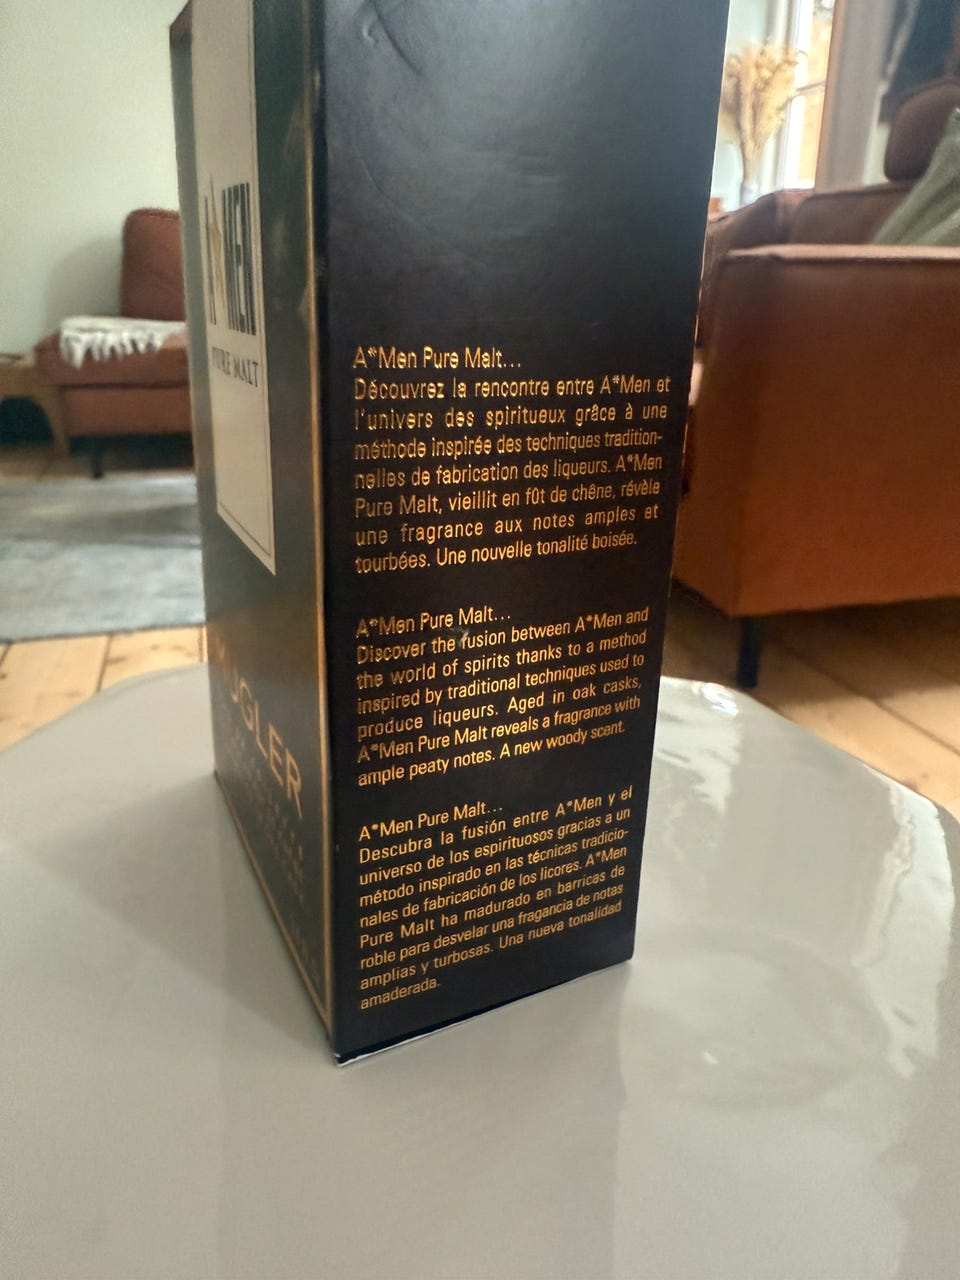 A*MEN
PURE MALT
MUGLER
A*Men Pure Malt...
Découvrez la rencontre entre A*Men et
l'univers des spiritueux grâce à une
méthode inspirée des techniques tradition-
nelles de fabrication des liqueurs. A*Men
Pure Malt, vieillit en fût de chêne, révèle
une fragrance aux notes amples et
tourbées. Une nouvelle tonalité boisée.
A*Men Pure Malt...
Discover the fusion between A*Men and
the world of spirits thanks to a method
inspired by traditional techniques used to
produce liqueurs. Aged in oak casks,
A*Men Pure Malt reveals a fragrance with
ample peaty notes. A new woody scent.
A*Men Pure Malt...
Descubra la fusión entre A*Men y el
universo de los espirituosos gracias a un
método inspirado en las técnicas tradicio-
nales de fabricación de los licores. A*Men
Pure Malt ha madurado en barricas de
roble para desvelar una fragancia de notas
amplias y turbosas. Una nueva tonalidad
amaderada.